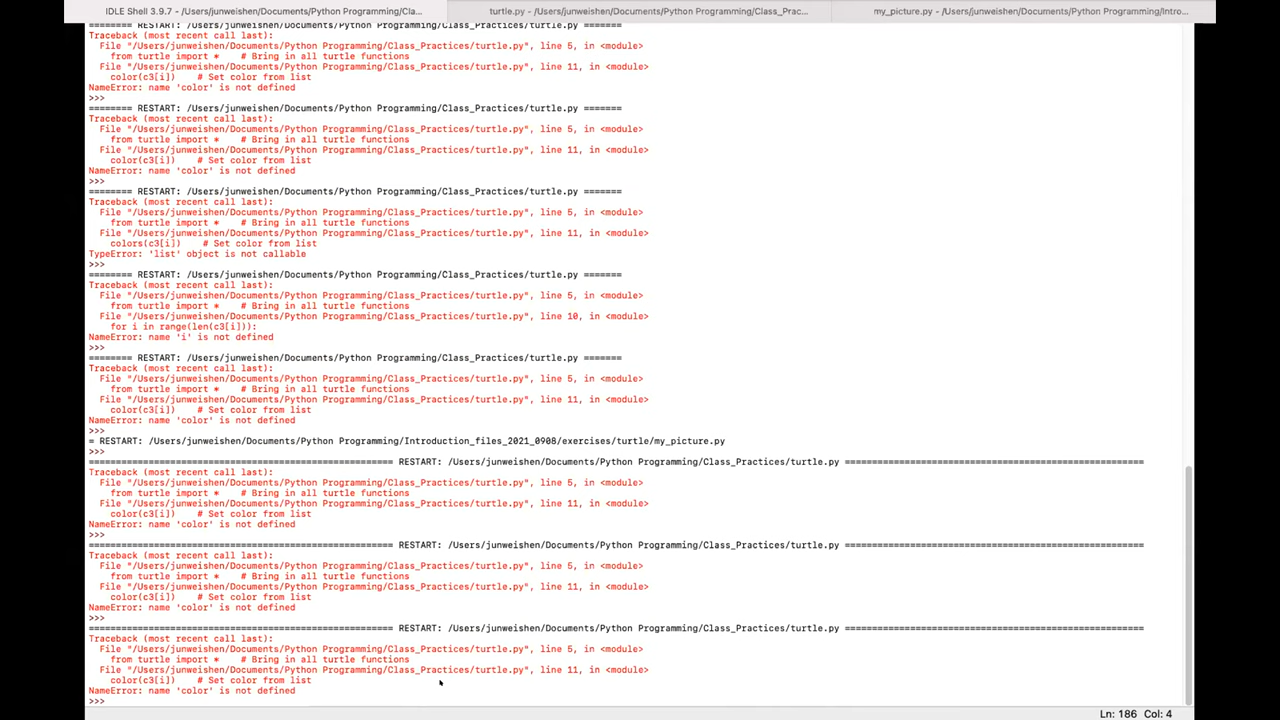 IDLE Shell 3.9.7 - /Users/junweishen/Documents/Python Programming/Cla...
turtle.py - /Users/junweishen/Documents/Python Programming/Class_Prac...
my_picture.py - /Users/junweishen/Documents/Python Programming/Intro...
======== RESTART: /Users/junweishen/Documents/Python Programming/Class_Practices/turtle.py =======
Traceback (most recent call last):
File "/Users/junweishen/Documents/Python Programming/Class_Practices/turtle.py", line 5, in <module>
from turtle import * # Bring in all turtle functions
File "/Users/junweishen/Documents/Python Programming/Class_Practices/turtle.py", line 11, in <module>
color(c3[i]) # Set color from list
NameError: name 'color' is not defined
>>>
======== RESTART: /Users/junweishen/Documents/Python Programming/Class_Practices/turtle.py =======
Traceback (most recent call last):
File "/Users/junweishen/Documents/Python Programming/Class_Practices/turtle.py", line 5, in <module>
from turtle import * # Bring in all turtle functions
File "/Users/junweishen/Documents/Python Programming/Class_Practices/turtle.py", line 11, in <module>
color(c3[i]) # Set color from list
NameError: name 'color' is not defined
>>>
======== RESTART: /Users/junweishen/Documents/Python Programming/Class_Practices/turtle.py =======
Traceback (most recent call last):
File "/Users/junweishen/Documents/Python Programming/Class_Practices/turtle.py", line 5, in <module>
from turtle import * # Bring in all turtle functions
File "/Users/junweishen/Documents/Python Programming/Class_Practices/turtle.py", line 11, in <module>
colors(c3[i]) # Set color from list
TypeError: 'list' object is not callable
>>>
======== RESTART: /Users/junweishen/Documents/Python Programming/Class_Practices/turtle.py =======
Traceback (most recent call last):
File "/Users/junweishen/Documents/Python Programming/Class_Practices/turtle.py", line 5, in <module>
from turtle import * # Bring in all turtle functions
File "/Users/junweishen/Documents/Python Programming/Class_Practices/turtle.py", line 10, in <module>
for i in range(len(c3[i])):
NameError: name 'i' is not defined
>>>
======== RESTART: /Users/junweishen/Documents/Python Programming/Class_Practices/turtle.py =======
Traceback (most recent call last):
File "/Users/junweishen/Documents/Python Programming/Class_Practices/turtle.py", line 5, in <module>
from turtle import * # Bring in all turtle functions
File "/Users/junweishen/Documents/Python Programming/Class_Practices/turtle.py", line 11, in <module>
color(c3[i]) # Set color from list
NameError: name 'color' is not defined
>>>
= RESTART: /Users/junweishen/Documents/Python Programming/Introduction_files_2021_0908/exercises/turtle/my_picture.py
>>>
========================================================= RESTART: /Users/junweishen/Documents/Python Programming/Class_Practices/turtle.py ========================================================
Traceback (most recent call last):
File "/Users/junweishen/Documents/Python Programming/Class_Practices/turtle.py", line 5, in <module>
from turtle import * # Bring in all turtle functions
File "/Users/junweishen/Documents/Python Programming/Class_Practices/turtle.py", line 11, in <module>
color(c3[i]) # Set color from list
NameError: name 'color' is not defined
>>>
========================================================= RESTART: /Users/junweishen/Documents/Python Programming/Class_Practices/turtle.py ========================================================
Traceback (most recent call last):
File "/Users/junweishen/Documents/Python Programming/Class_Practices/turtle.py", line 5, in <module>
from turtle import * # Bring in all turtle functions
File "/Users/junweishen/Documents/Python Programming/Class_Practices/turtle.py", line 11, in <module>
color(c3[i]) # Set color from list
NameError: name 'color' is not defined
>>>
========================================================= RESTART: /Users/junweishen/Documents/Python Programming/Class_Practices/turtle.py ========================================================
Traceback (most recent call last):
File "/Users/junweishen/Documents/Python Programming/Class_Practices/turtle.py", line 5, in <module>
from turtle import * # Bring in all turtle functions
File "/Users/junweishen/Documents/Python Programming/Class_Practices/turtle.py", line 11, in <module>
color(c3[i]) # Set color from list
NameError: name 'color' is not defined
>>>
Ln: 186 Col: 4